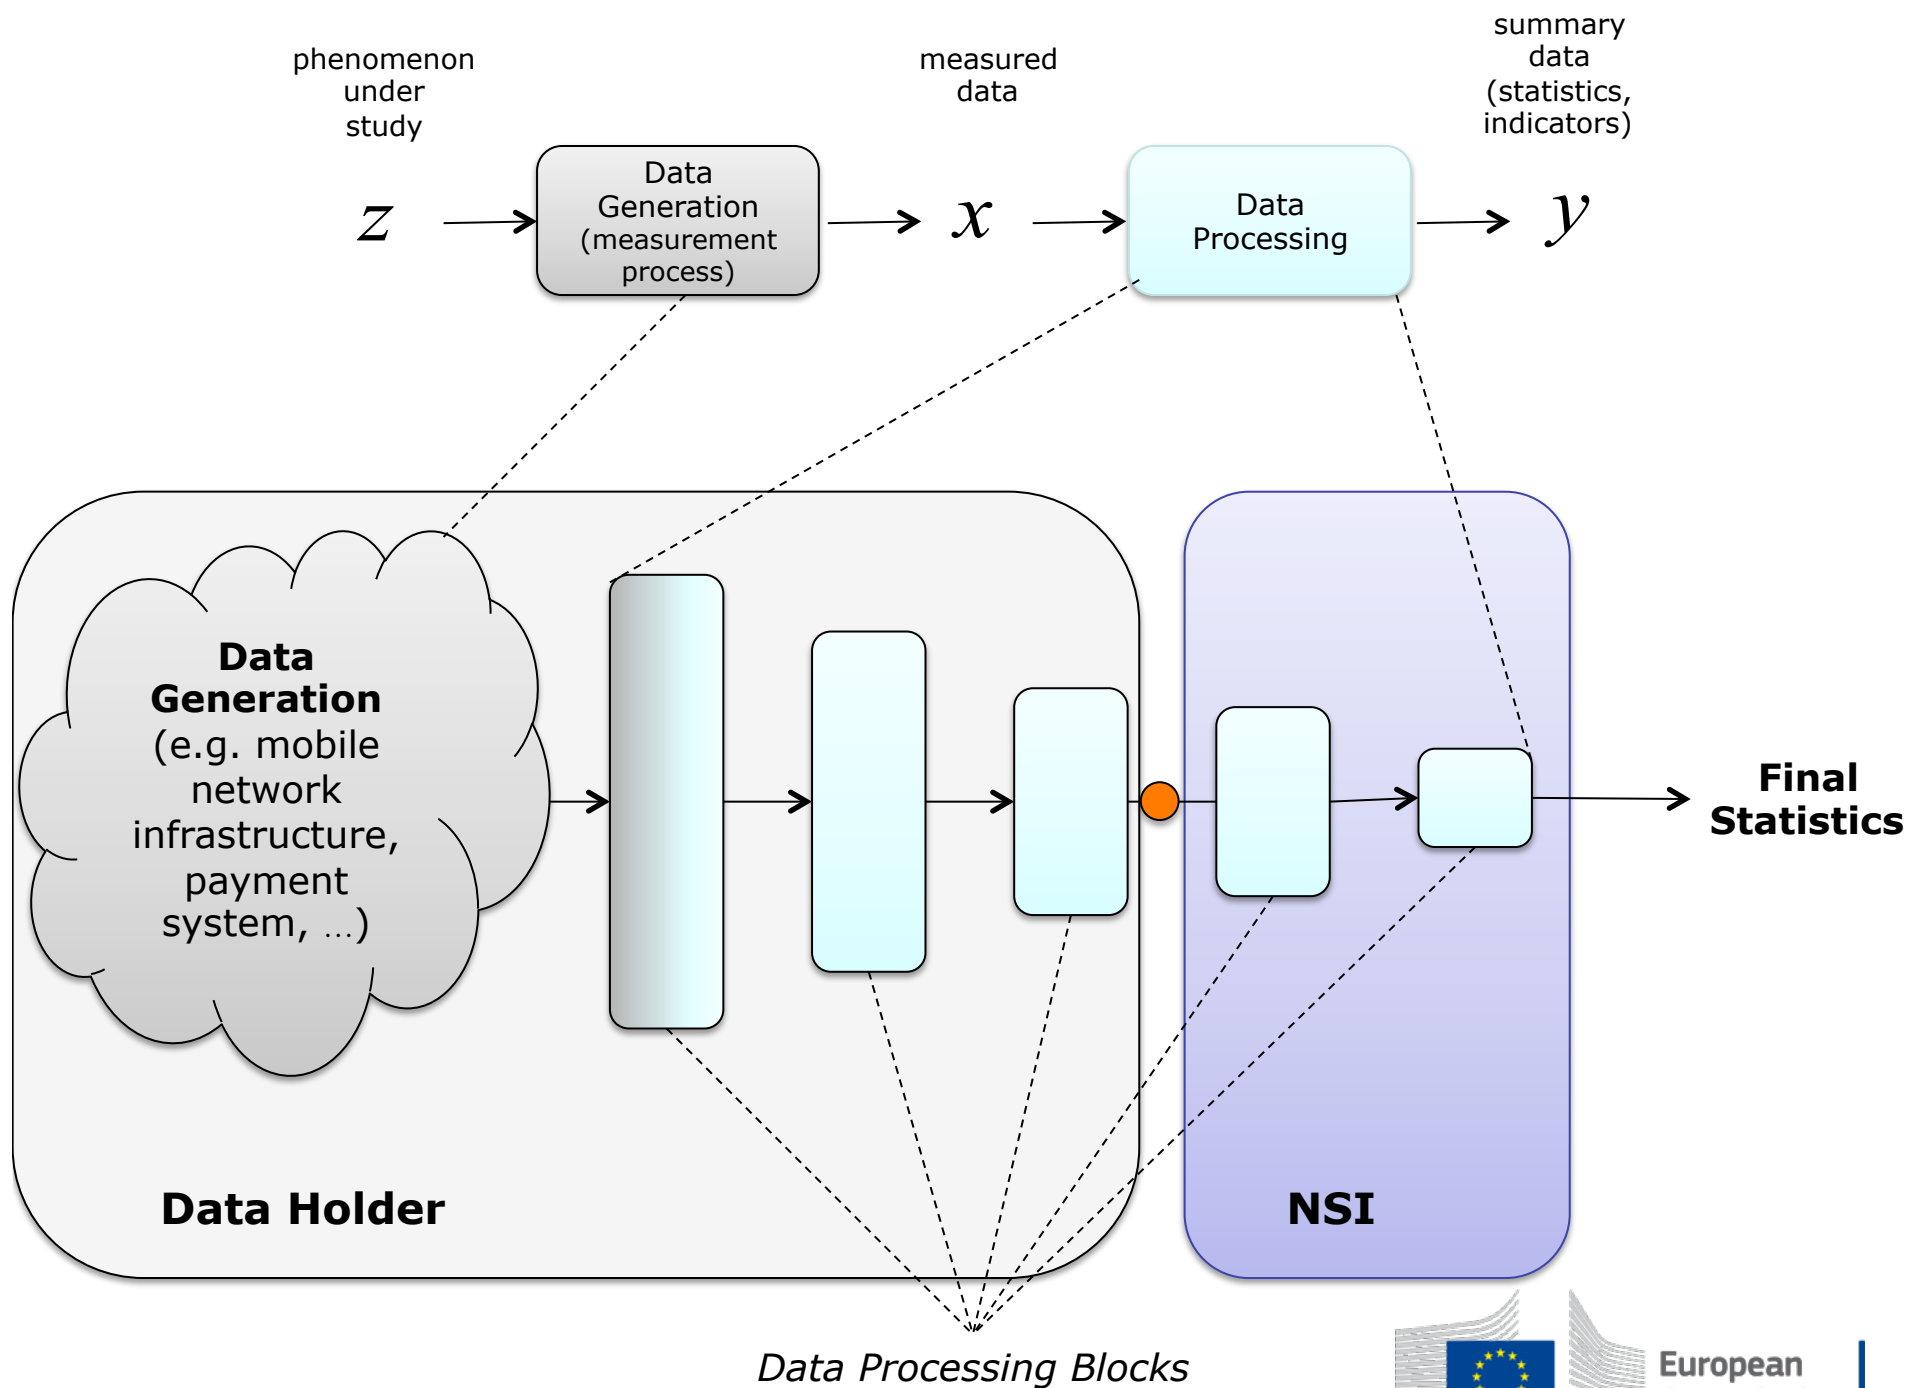 phenomenon
under
study
measured
data
summary
data
(statistics,
indicators)
z
Data
Generation
(measurement
process)
x
Data
Processing
y
Data
Generation
(e.g. mobile
network
infrastructure,
payment
system, ...)
Final
Statistics
Data Holder
NSI
Data Processing Blocks
European